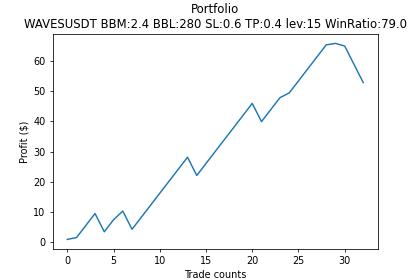 Portfolio
WAVESUSDT BBM:2.4 BBL:280 SL:0.6 TP:0.4 lev:15 WinRatio:79.0
60
50
40
30
20
10
0
Profit ($)
0 5 10 15 20 25 30
Trade counts